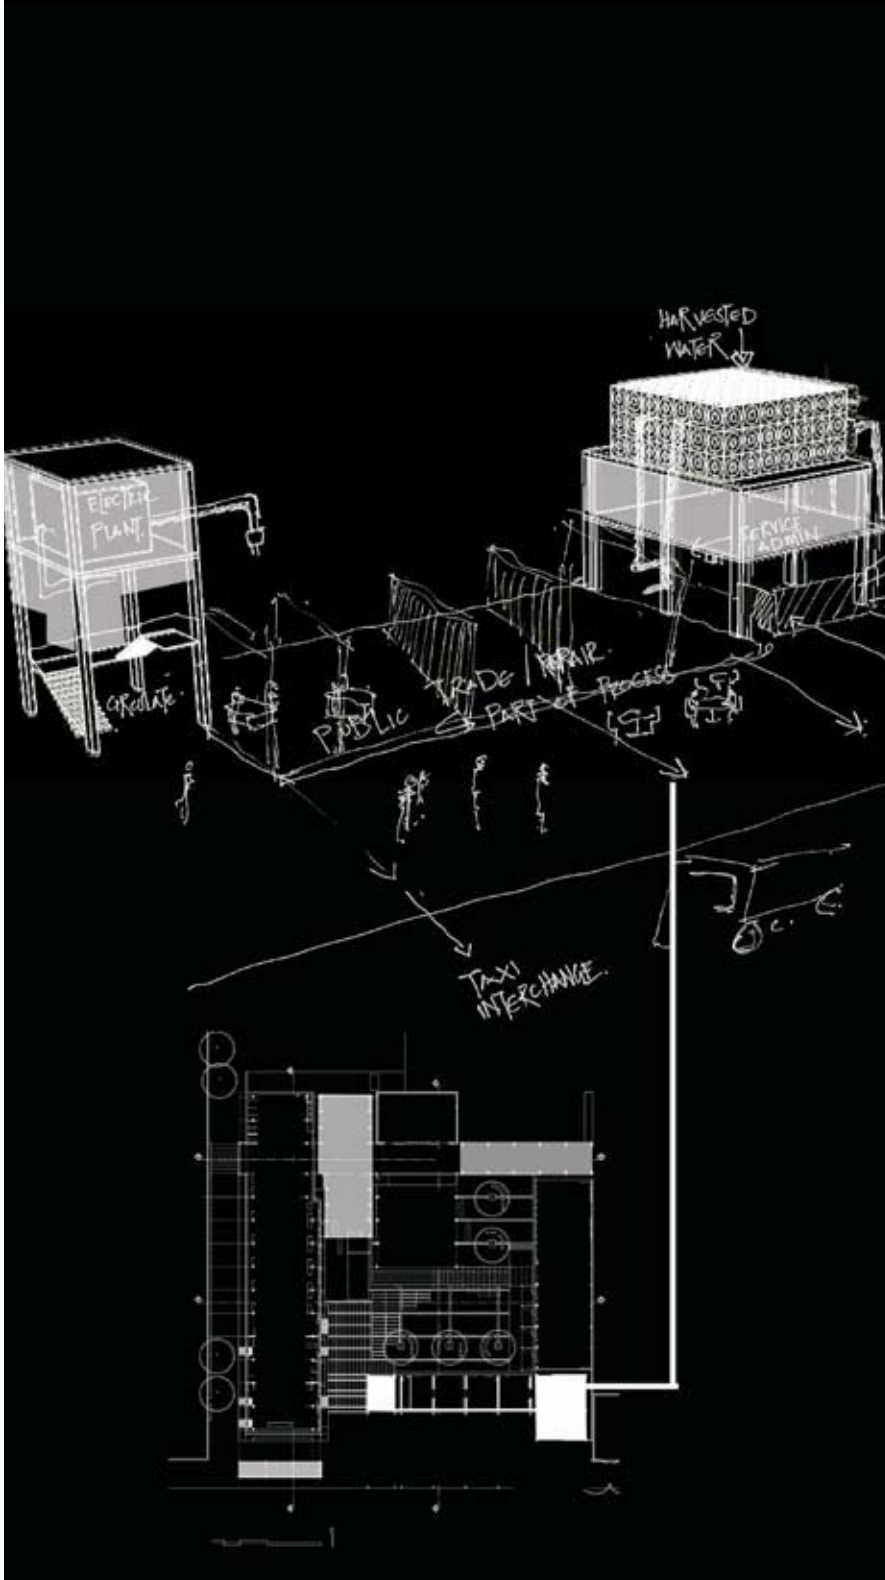 HARVESTED
WATER
ELECTRIC
PLANT.
SERVICE
ADMIN
CIRCULATE.
PUBLIC
TRADE / REPAIR.
PART OF PROCESS
TAXI
INTERCHANGE.